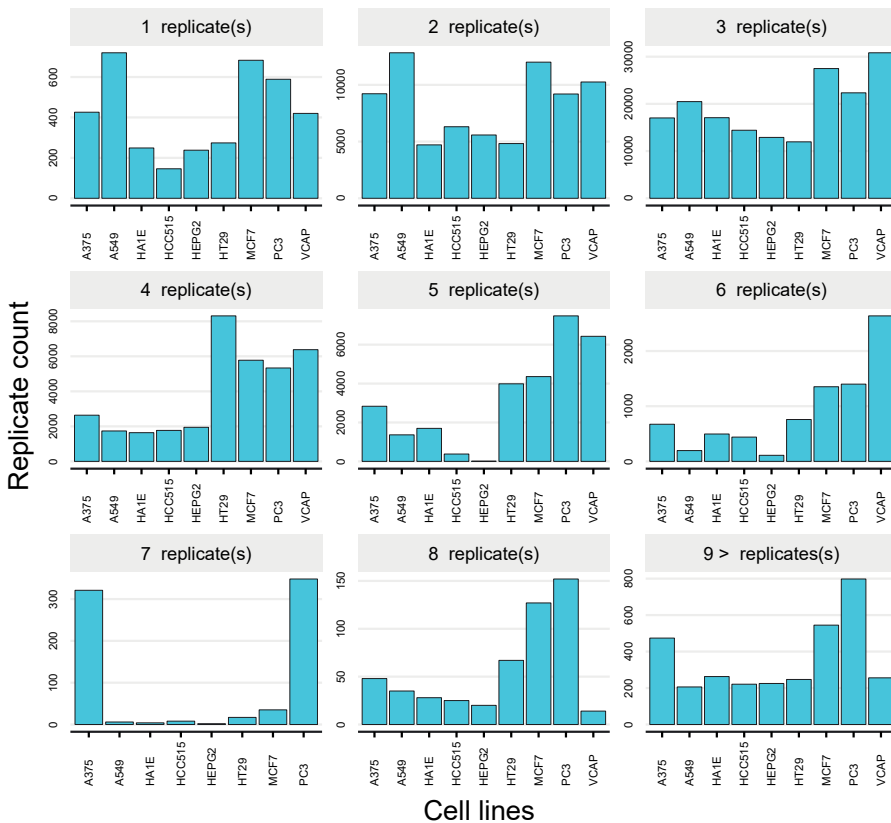 Replicate count
1 replicate(s)
600
400
200
0
A375 A549 HA1E HCC515 HEPG2 HT29 MCF7 PC3 VCAP
2 replicate(s)
10000
5000
0
A375 A549 HA1E HCC515 HEPG2 HT29 MCF7 PC3 VCAP
3 replicate(s)
30000
20000
10000
0
A375 A549 HA1E HCC515 HEPG2 HT29 MCF7 PC3 VCAP
4 replicate(s)
8000
6000
4000
2000
0
A375 A549 HA1E HCC515 HEPG2 HT29 MCF7 PC3 VCAP
5 replicate(s)
6000
4000
2000
0
A375 A549 HA1E HCC515 HEPG2 HT29 MCF7 PC3 VCAP
6 replicate(s)
2000
1000
0
A375 A549 HA1E HCC515 HEPG2 HT29 MCF7 PC3 VCAP
7 replicate(s)
300
200
100
0
A375 A549 HA1E HCC515 HEPG2 HT29 MCF7 PC3
8 replicate(s)
150
100
50
0
A375 A549 HA1E HCC515 HEPG2 HT29 MCF7 PC3 VCAP
9 > replicates(s)
800
600
400
200
0
A375 A549 HA1E HCC515 HEPG2 HT29 MCF7 PC3 VCAP
Cell lines